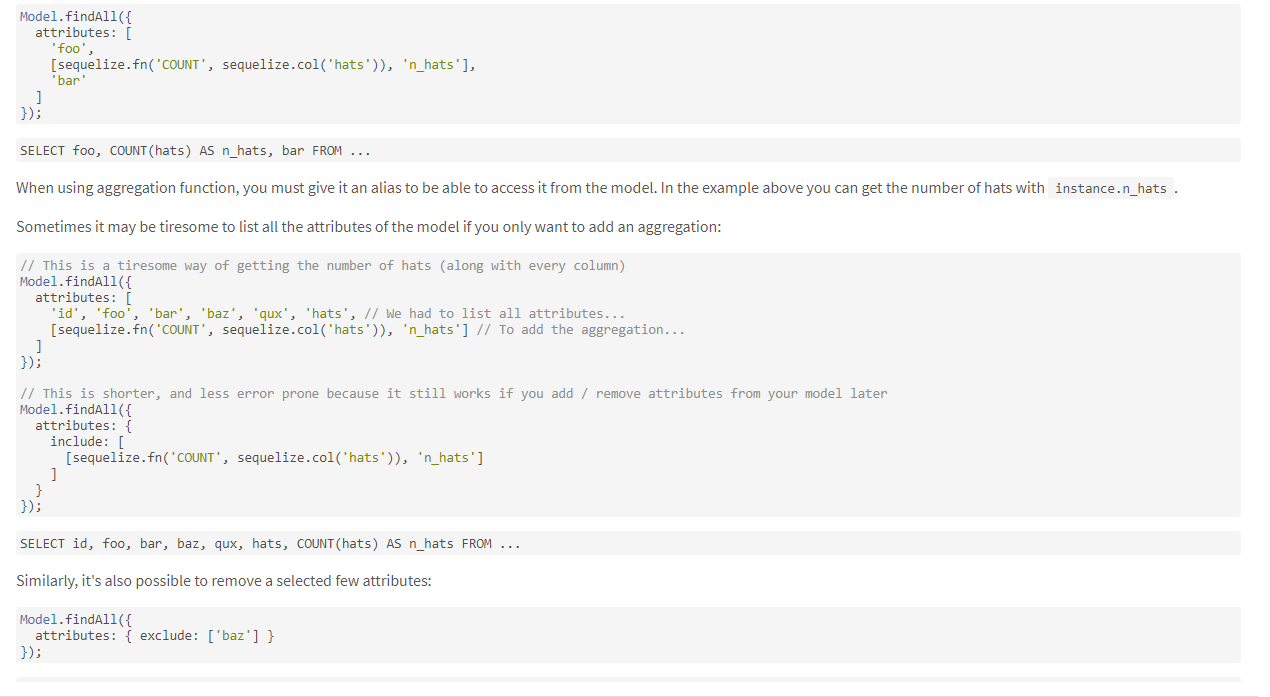 Model.findAll({
  attributes: [
    'foo',
    [sequelize.fn('COUNT', sequelize.col('hats')), 'n_hats'],
    'bar'
  ]
});
SELECT foo, COUNT(hats) AS n_hats, bar FROM ...
When using aggregation function, you must give it an alias to be able to access it from the model. In the example above you can get the number of hats with instance.n_hats .
Sometimes it may be tiresome to list all the attributes of the model if you only want to add an aggregation:
// This is a tiresome way of getting the number of hats (along with every column)
Model.findAll({
  attributes: [
    'id', 'foo', 'bar', 'baz', 'qux', 'hats', // We had to list all attributes...
    [sequelize.fn('COUNT', sequelize.col('hats')), 'n_hats'] // To add the aggregation...
  ]
});
// This is shorter, and less error prone because it still works if you add / remove attributes from your model later
Model.findAll({
  attributes: {
    include: [
      [sequelize.fn('COUNT', sequelize.col('hats')), 'n_hats']
    ]
  }
});
SELECT id, foo, bar, baz, qux, hats, COUNT(hats) AS n_hats FROM ...
Similarly, it's also possible to remove a selected few attributes:
Model.findAll({
  attributes: { exclude: ['baz'] }
});